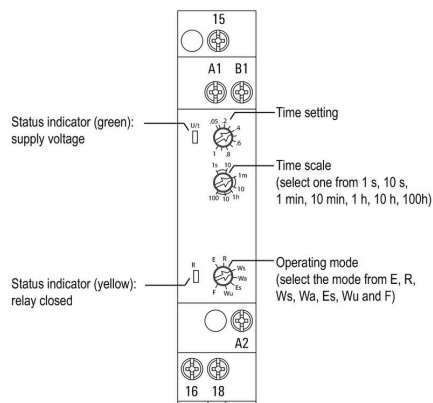 15
A1 B1
Status indicator (green):
supply voltage
U/t
Time setting
.05 .2
.4
.6
1 .8
Time scale
(select one from 1 s, 10 s,
1 min, 10 min, 1 h, 10 h, 100h)
1s 10
1m
10
100 10 1h
Status indicator (yellow):
relay closed
R
Operating mode
(select the mode from E, R,
Ws, Wa, Es, Wu and F)
E R
Ws
Wa
Es
F Wu
A2
16 18